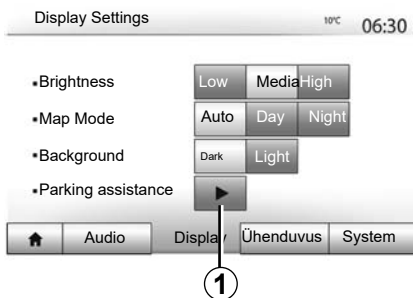 Display Settings 10°C 06:30
▪Brightness Low Media High
▪Map Mode Auto Day Night
▪Background Dark Light
▪Parking assistance
Audio Display Ühenduvus System
1